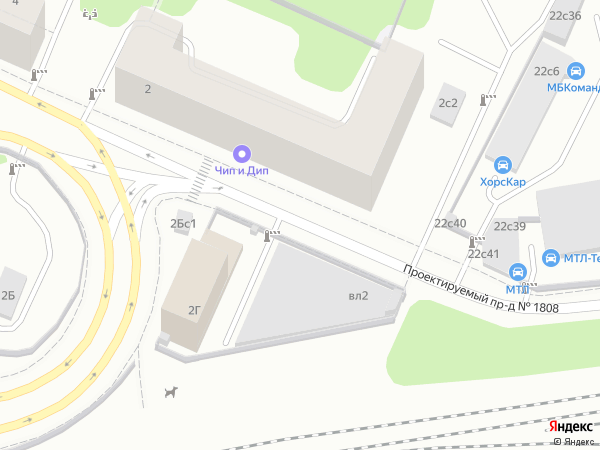 4
22с36
22с6
МБКоманд
2
2с2
Чип и Дип
ХорсКар
2Бс1
22с40
22с39
22с41
МТЛ-Те
МТЛ
Проектируемый пр-д № 1808
2Б
вл2
2Г
Яндекс
© Яндекс